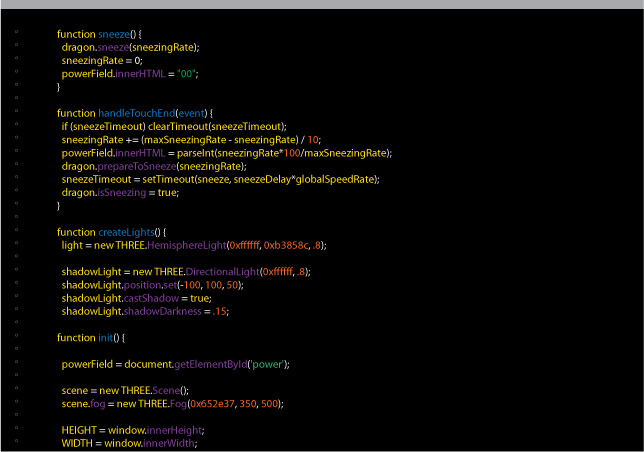 function sneeze() {
dragon.sneeze(sneezingRate);
sneezingRate = 0;
powerField.innerHTML = "00";
}
function handleTouchEnd(event) {
if (sneezeTimeout) clearTimeout(sneezeTimeout);
sneezingRate += (maxSneezingRate - sneezingRate) / 10;
powerField.innerHTML = parseInt(sneezingRate*100/maxSneezingRate);
dragon.prepareToSneeze(sneezingRate);
sneezeTimeout = setTimeout(sneeze, sneezeDelay*globalSpeedRate);
dragon.isSneezing = true;
}
function createLights() {
light = new THREE.HemisphereLight(0xffffff, 0xb3858c, .8);
shadowLight = new THREE.DirectionalLight(0xffffff, .8);
shadowLight.position.set(-100, 100, 50);
shadowLight.castShadow = true;
shadowLight.shadowDarkness = .15;
function init() {
powerField = document.getElementById('power');
scene = new THREE.Scene();
scene.fog = new THREE.Fog(0x652e37, 350, 500);
HEIGHT = window.innerHeight;
WIDTH = window.innerWidth;